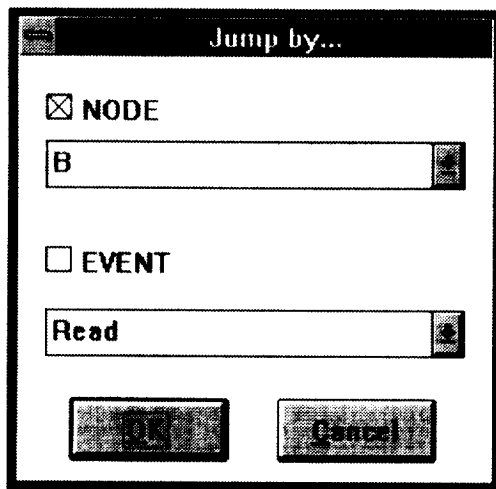 Jump by...
NODE
B
EVENT
Read
OK
Cancel